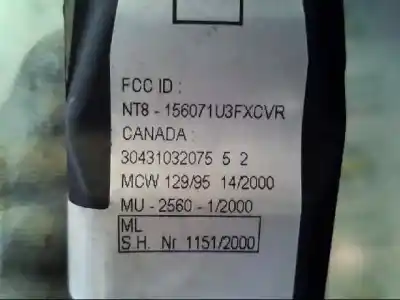 FCC ID :
NT8 - 156071U3FXCVR
CANADA :
30431032075 5 2
MCW 129/95 14/2000
MU - 2560 - 1/2000
ML
S.H. Nr 1151/2000